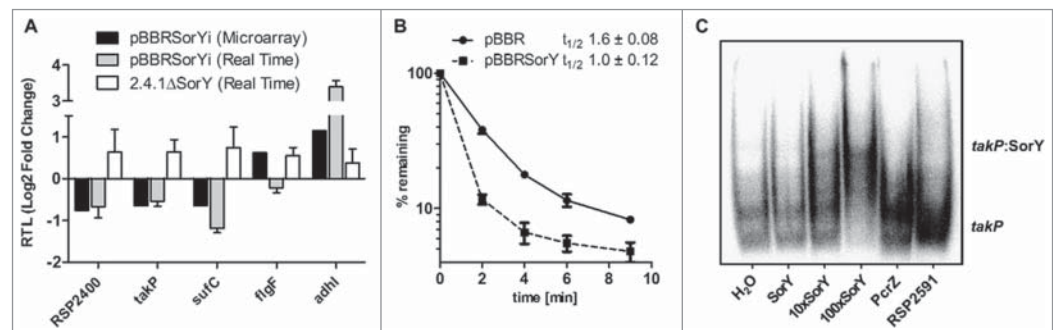 A
pBBRSorYi (Microarray)
pBBRSorYi (Real Time)
2.4.1ΔSorY (Real Time)
RTL (Log2 Fold Change)
4
3
2
1
0
-1
-2
RSP2400
takP
sufC
flgF
adhI
B
pBBR t1/2 1.6 ± 0.08
pBBRSorY t1/2 1.0 ± 0.12
% remaining
100
10
0 2 4 6 8 10
time [min]
C
takP:SorY
takP
H2O
SorY
10xSorY
100xSorY
PcrZ
RSP2591